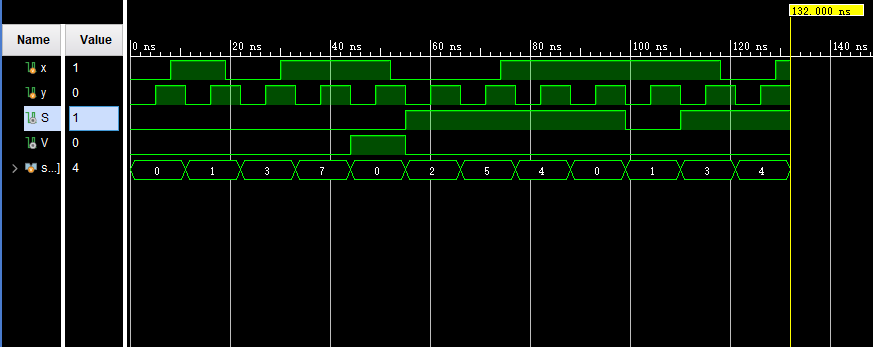 132.000 ns
Name Value
0 ns 20 ns 40 ns 60 ns 80 ns 100 ns 120 ns 140 ns
x 1
y 0
S 1
V 0
s...] 4 0 1 3 7 0 2 5 4 0 1 3 4